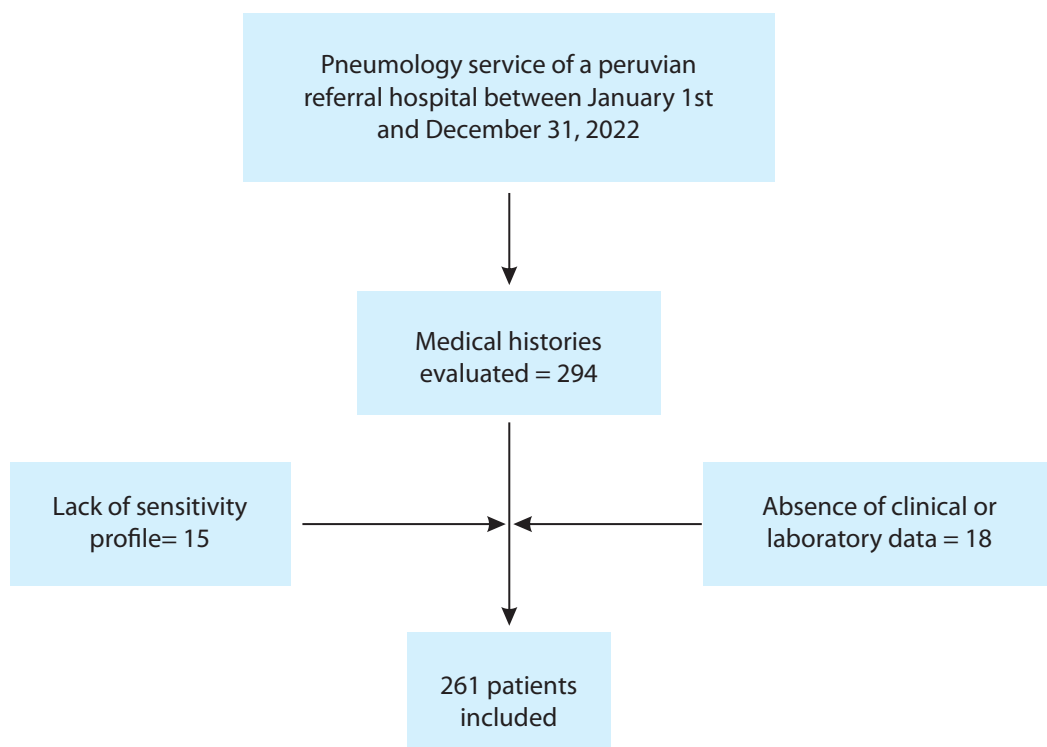 Pneumology service of a peruvian
referral hospital between January 1st
and December 31, 2022
Medical histories
evaluated = 294
Lack of sensitivity
profile= 15
Absence of clinical or
laboratory data = 18
261 patients
included